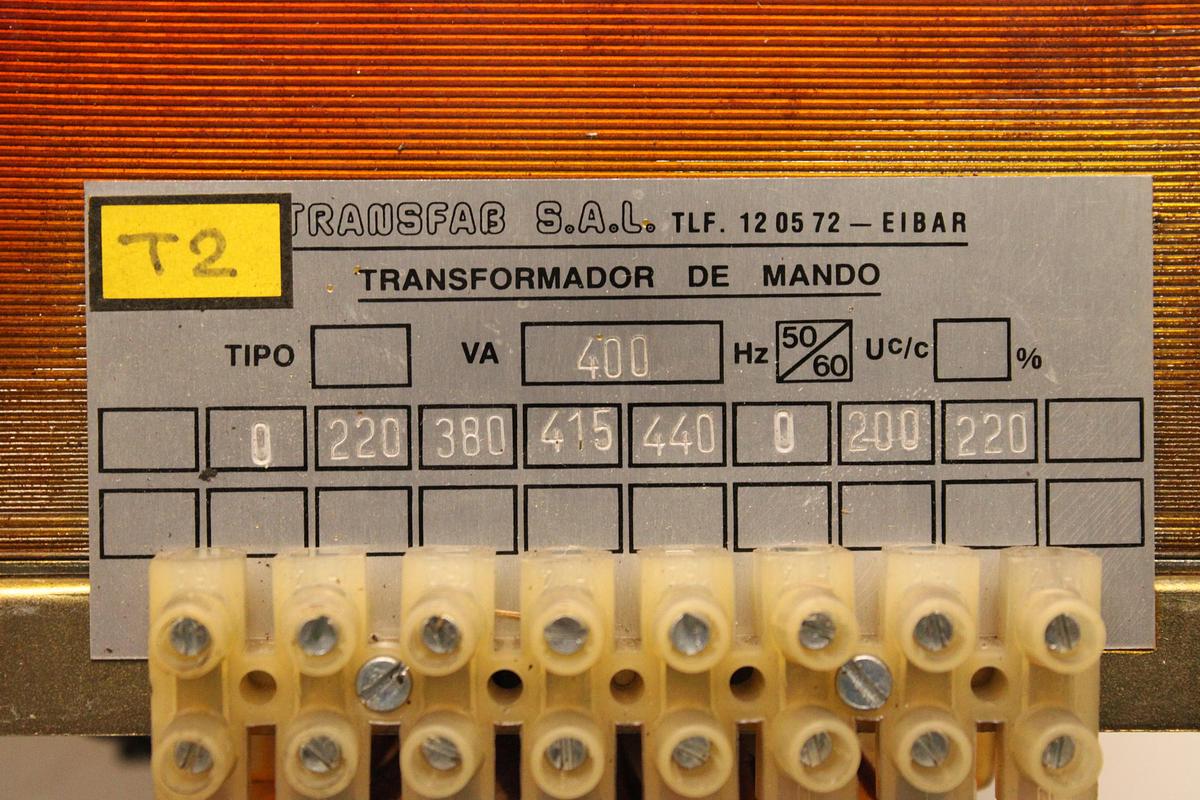 T2
TRANSFAB S.A.L. TLF. 12 05 72 — EIBAR
TRANSFORMADOR DE MANDO
TIPO VA 400 Hz 50/60 Uc/c %
0 220 380 415 440 0 200 220